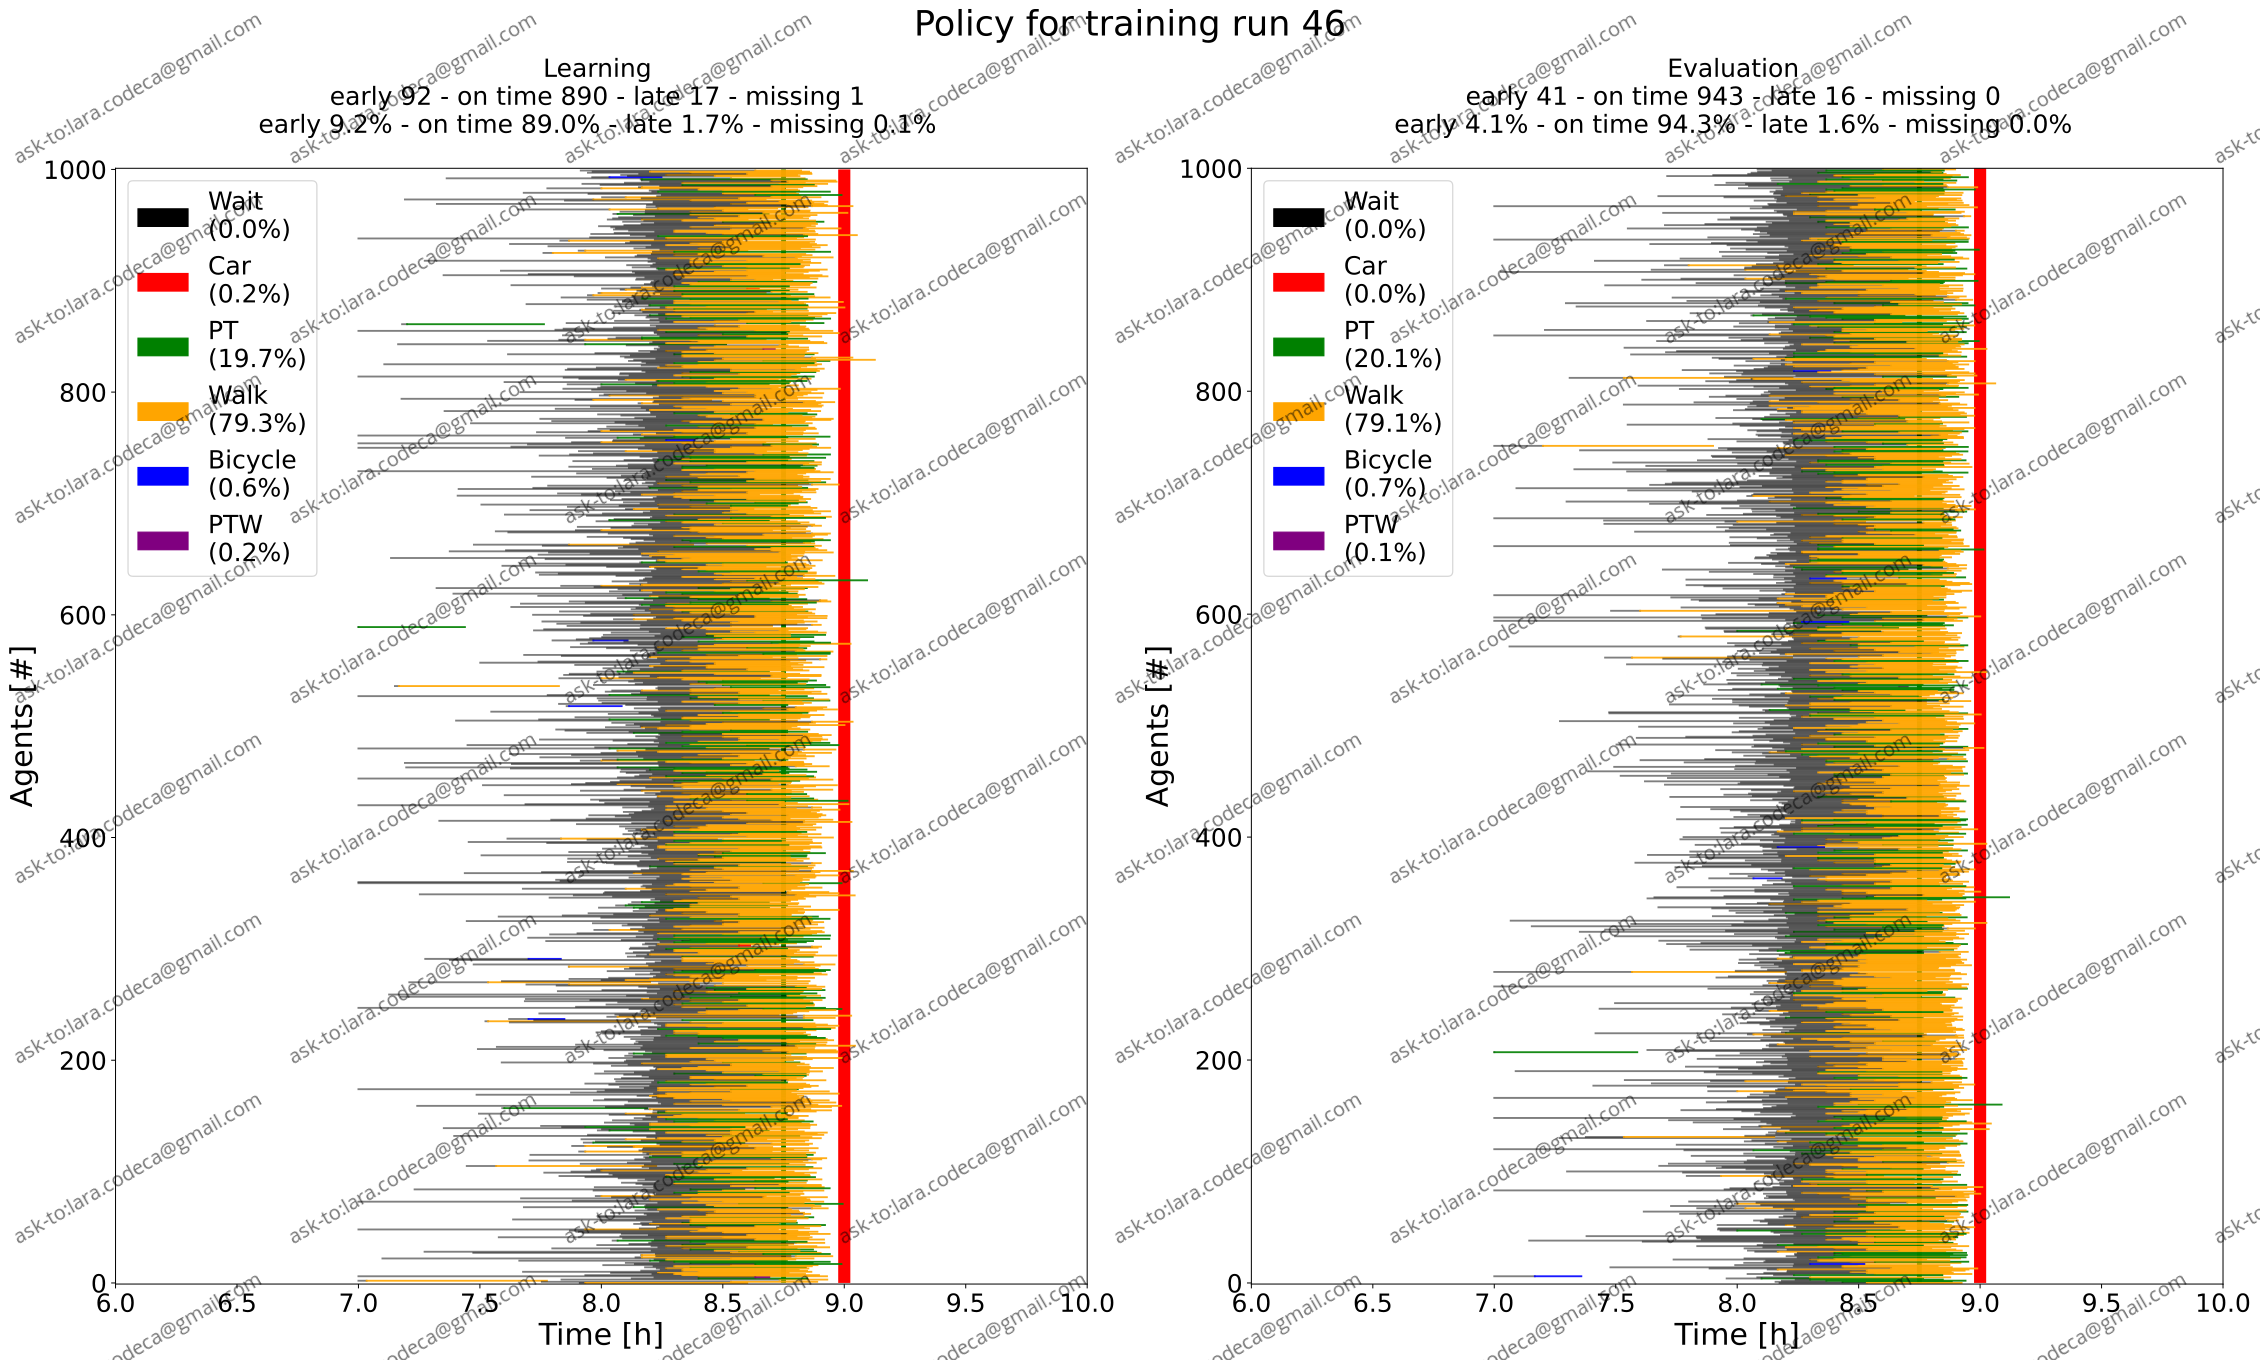 Policy for training run 46
Learning
early 92 - on time 890 - late 17 - missing 1
early 9.2% - on time 89.0% - late 1.7% - missing 0.1%
Agents [#]
1000
800
600
400
200
0
Wait
(0.0%)
Car
(0.2%)
PT
(19.7%)
Walk
(79.3%)
Bicycle
(0.6%)
PTW
(0.2%)
6.0 6.5 7.0 7.5 8.0 8.5 9.0 9.5 10.0
Time [h]
Evaluation
early 41 - on time 943 - late 16 - missing 0
early 4.1% - on time 94.3% - late 1.6% - missing 0.0%
Agents [#]
1000
800
600
400
200
0
Wait
(0.0%)
Car
(0.0%)
PT
(20.1%)
Walk
(79.1%)
Bicycle
(0.7%)
PTW
(0.1%)
6.0 6.5 7.0 7.5 8.0 8.5 9.0 9.5 10.0
Time [h]
ask-to:lara.codeca@gmail.com